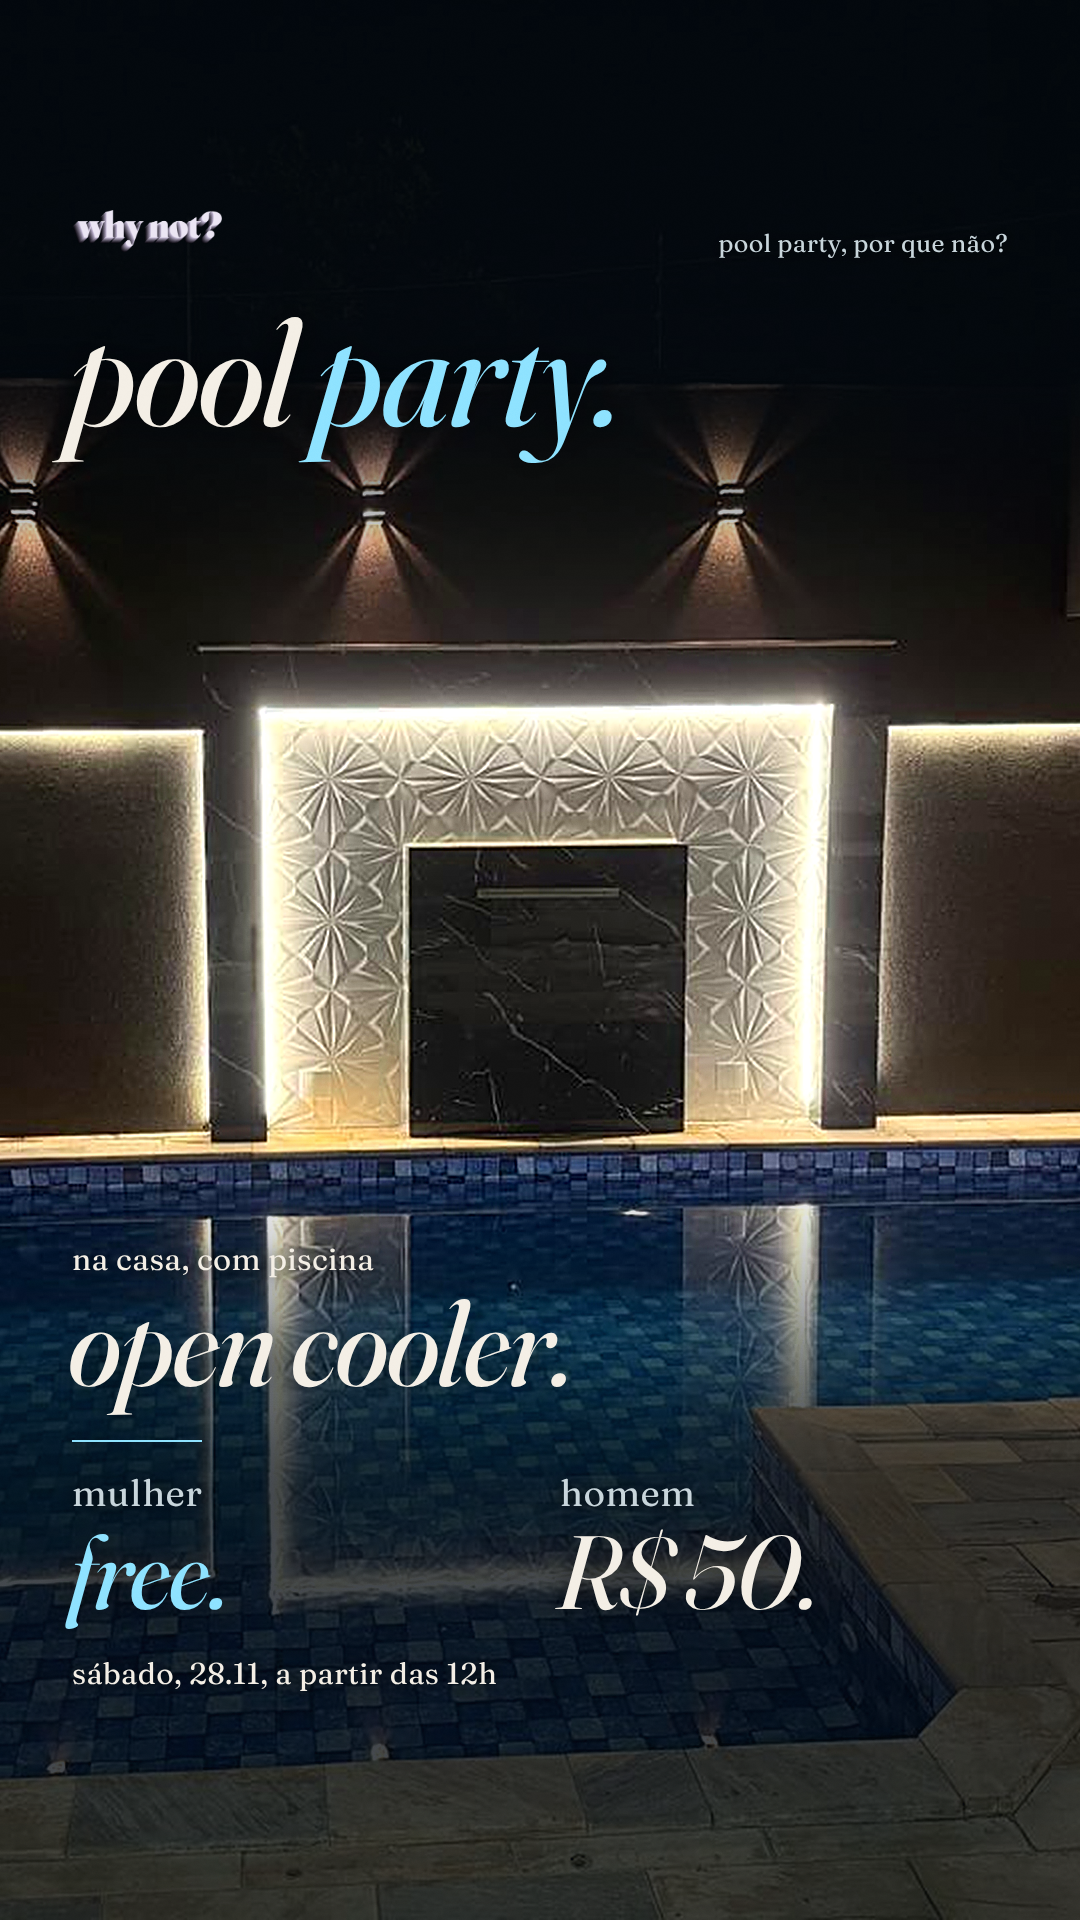 why not?
pool party, por que não?
pool party.
na casa, com piscina
open cooler.
mulher
free.
homem
R$ 50.
sábado, 28.11, a partir das 12h